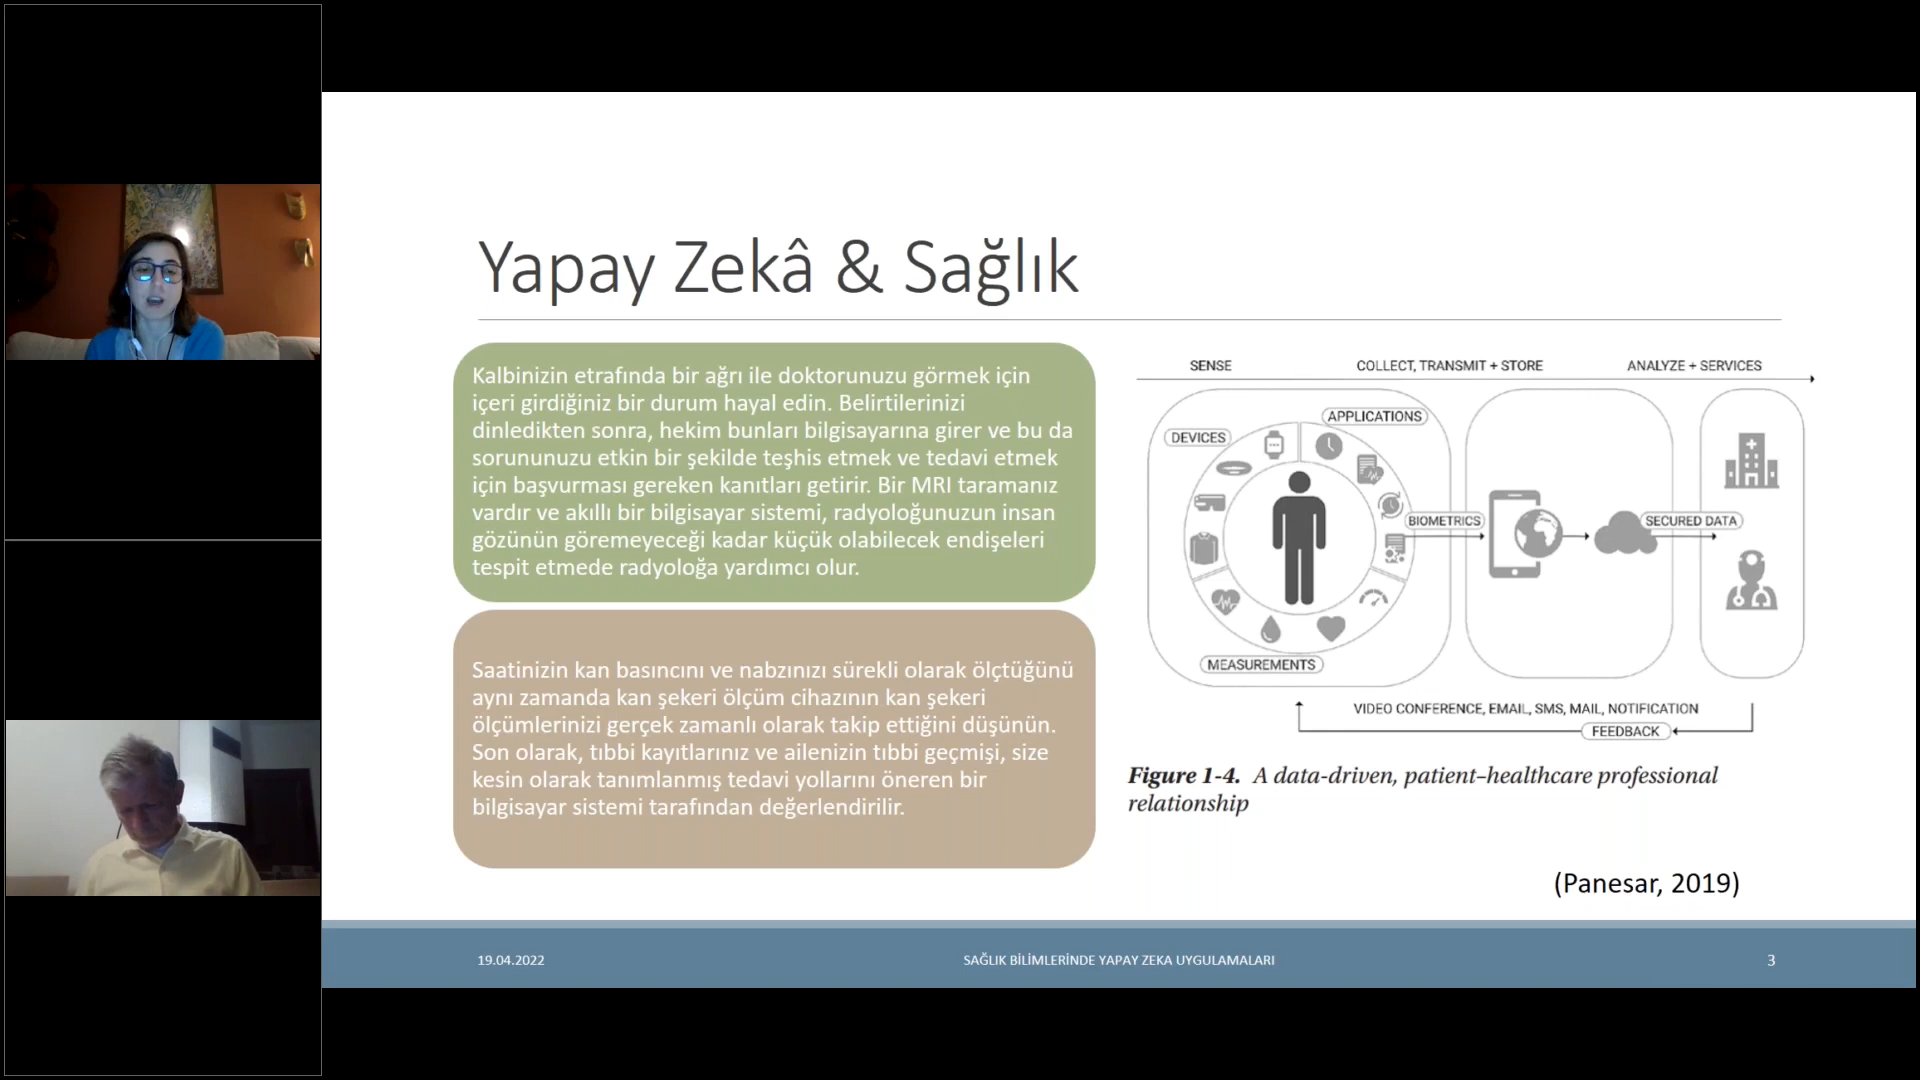 Yapay Zekâ & Sağlık
Kalbinizin etrafında bir ağrı ile doktorunuzu görmek için
içeri girdiğiniz bir durum hayal edin. Belirtilerinizi
dinledikten sonra, hekim bunları bilgisayarına girer ve bu da
sorununuzu etkin bir şekilde teşhis etmek ve tedavi etmek
için başvurması gereken kanıtları getirir. Bir MRI taramanız
vardır ve akıllı bir bilgisayar sistemi, radyoloğunuzun insan
gözünün göremeyeceği kadar küçük olabilecek endişeleri
tespit etmede radyoloğa yardımcı olur.
Saatinizin kan basıncını ve nabzınızı sürekli olarak ölçtüğünü
aynı zamanda kan şekeri ölçüm cihazının kan şekeri
ölçümlerinizi gerçek zamanlı olarak takip ettiğini düşünün.
Son olarak, tıbbi kayıtlarınız ve ailenizin tıbbi geçmişi, size
kesin olarak tanımlanmış tedavi yollarını öneren bir
bilgisayar sistemi tarafından değerlendirilir.
SENSE
COLLECT, TRANSMIT + STORE
ANALYZE + SERVICES
APPLICATIONS
DEVICES
BIOMETRICS
SECURED DATA
MEASUREMENTS
VIDEO CONFERENCE, EMAIL, SMS, MAIL, NOTIFICATION
FEEDBACK
Figure 1-4. A data-driven, patient–healthcare professional
relationship
(Panesar, 2019)
19.04.2022
SAĞLIK BİLİMLERİNDE YAPAY ZEKA UYGULAMALARI
3